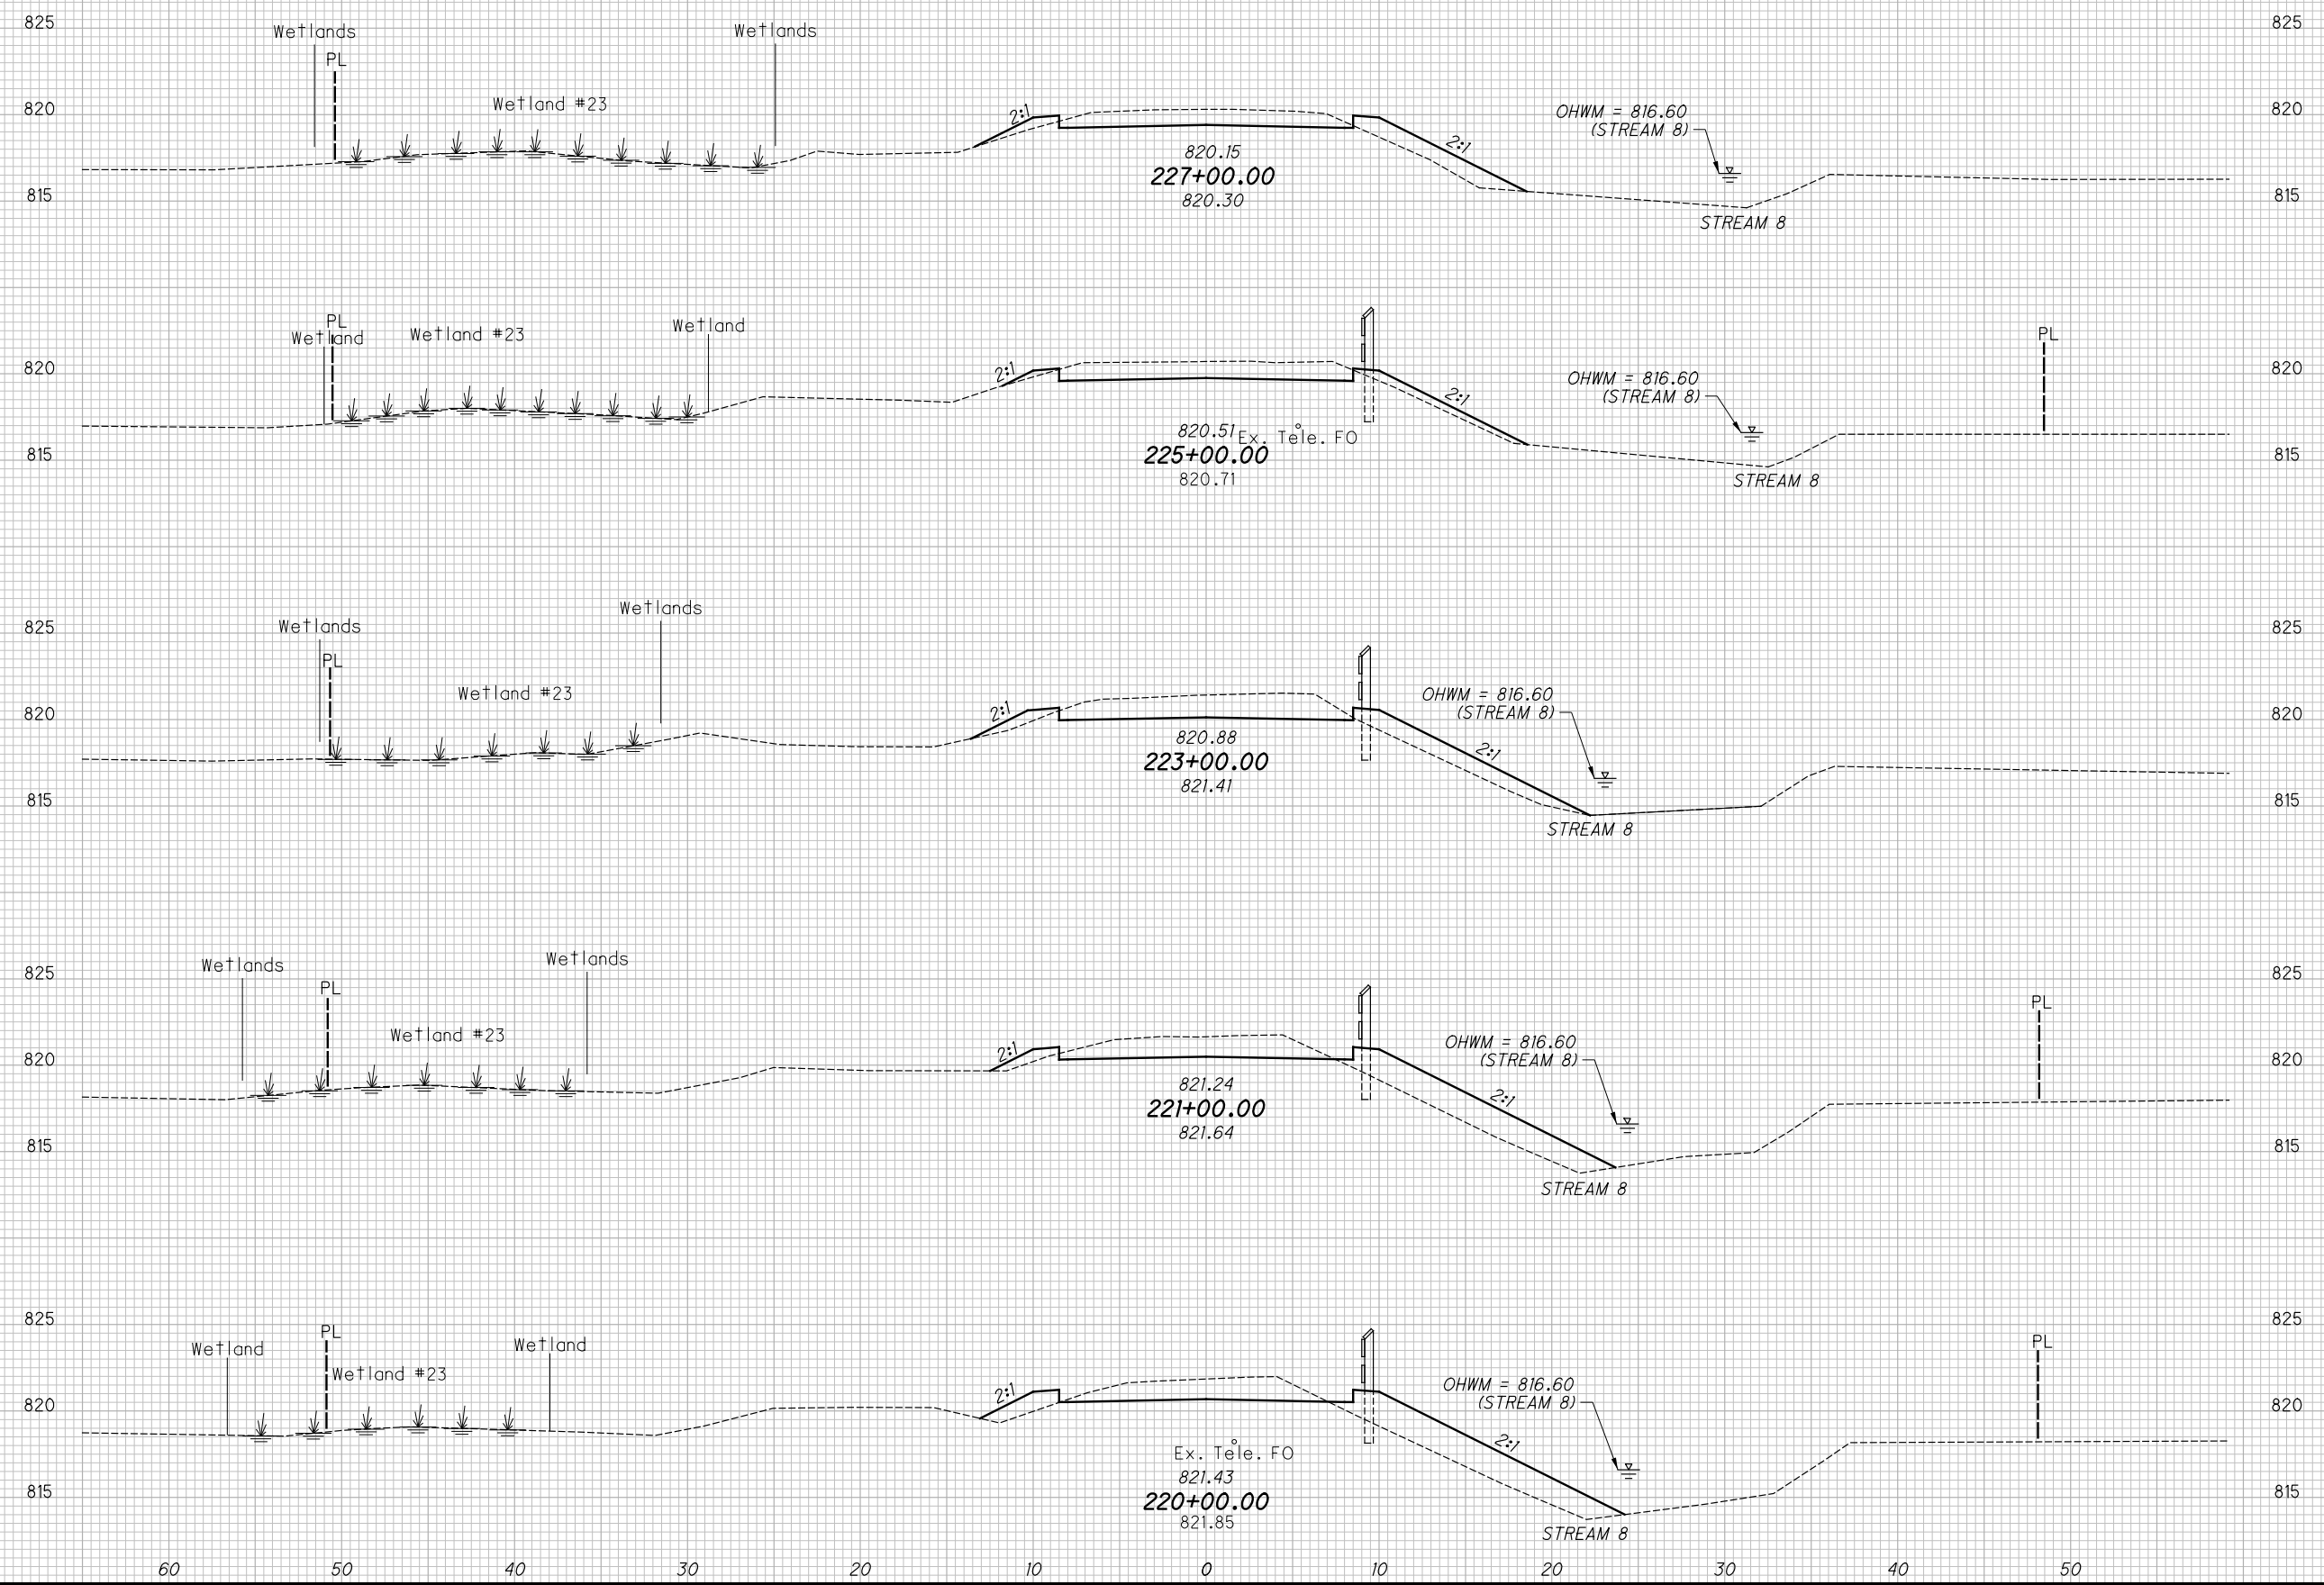 825 825
Wetlands Wetlands
PL
820 Wetland #23 2:1 OHWM = 816.60 820
(STREAM 8)
2:1
820.15
227+00.00
815 820.30 815
STREAM 8
PL PL
Wetland Wetland #23 Wetland
820 2:1 OHWM = 816.60 820
(STREAM 8)
2:1
820.51 Ex. Tele. FO
815 225+00.00 815
820.71 STREAM 8
Wetlands
825 Wetlands 825
PL
Wetland #23 OHWM = 816.60
820 2:1 (STREAM 8) 820
820.88 2:1
223+00.00
821.41
815 815
STREAM 8
Wetlands Wetlands
825 825
PL PL
Wetland #23 OHWM = 816.60
820 2:1 (STREAM 8) 820
821.24 2:1
221+00.00
821.64
815 815
STREAM 8
825 825
PL PL
Wetland Wetland
Wetland #23 OHWM = 816.60
820 2:1 (STREAM 8) 820
2:1
Ex. Tele. FO
821.43
815 220+00.00 815
821.85
STREAM 8
60 50 40 30 20 10 0 10 20 30 40 50